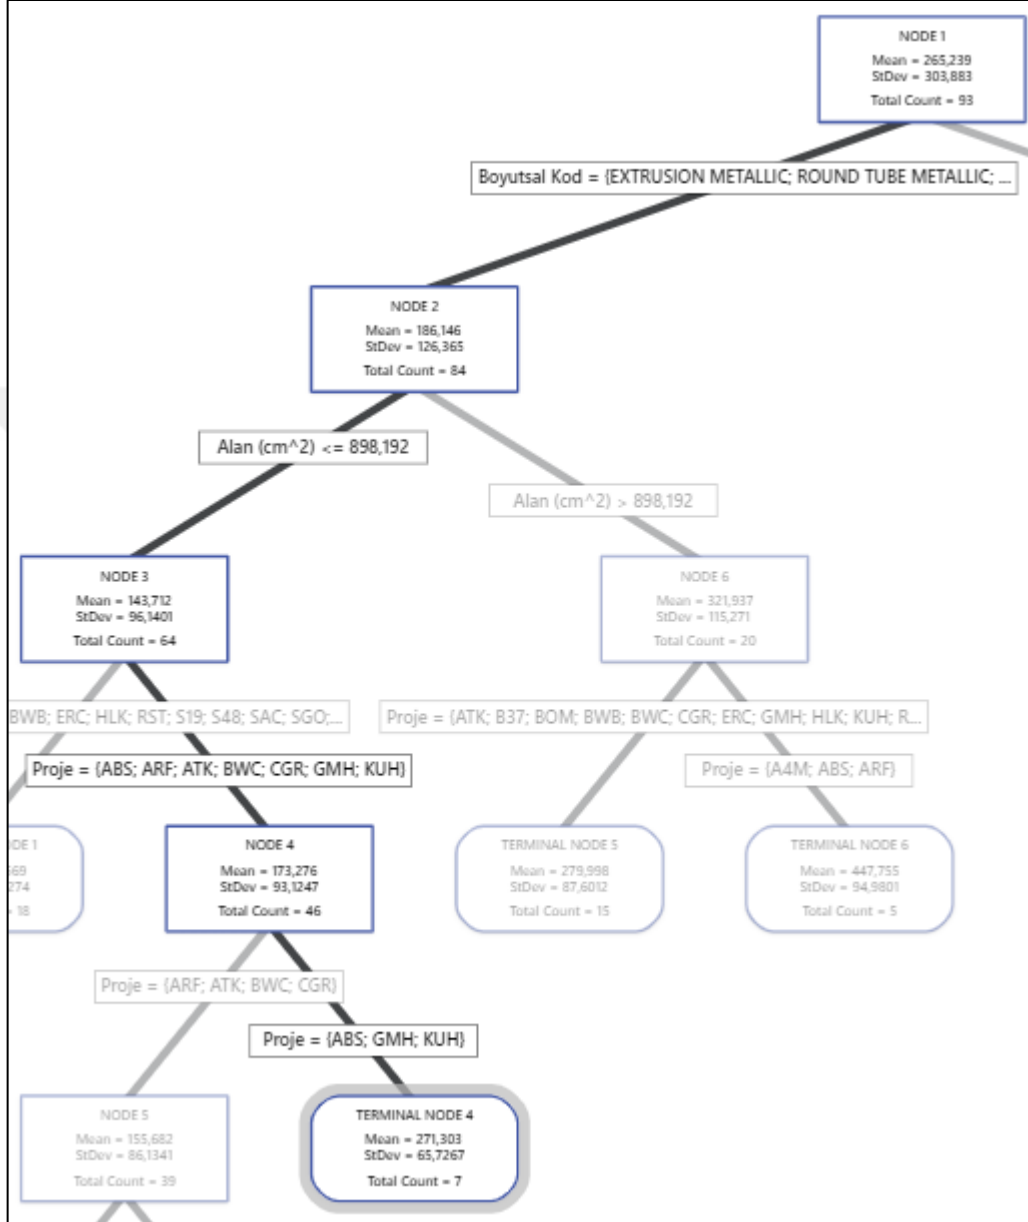 NODE 1
Mean = 265,239
StDev = 303,883
Total Count = 93
Boyutsal Kod = {EXTRUSION METALLIC; ROUND TUBE METALLIC; ...
NODE 2
Mean = 186,146
StDev = 126,365
Total Count = 84
Alan (cm^2) <= 898,192
Alan (cm^2) > 898,192
NODE 3
Mean = 143,712
StDev = 96,1401
Total Count = 64
NODE 6
Mean = 321,937
StDev = 115,271
Total Count = 20
BWB; ERC; HLK; RST; S19; S48; SAC; SGO;...
Proje = {ATK; B37; BOM; BWB; BWC; CGR; ERC; GMH; HLK; KUH; R...
Proje = {ABS; ARF; ATK; BWC; CGR; GMH; KUH}
Proje = {A4M; ABS; ARF}
DE 1
669
274
= 18
NODE 4
Mean = 173,276
StDev = 93,1247
Total Count = 46
TERMINAL NODE 5
Mean = 279,998
StDev = 87,6012
Total Count = 15
TERMINAL NODE 6
Mean = 447,755
StDev = 94,9801
Total Count = 5
Proje = {ARF; ATK; BWC; CGR}
Proje = {ABS; GMH; KUH}
NODE 5
Mean = 155,682
StDev = 86,1341
Total Count = 39
TERMINAL NODE 4
Mean = 271,303
StDev = 65,7267
Total Count = 7